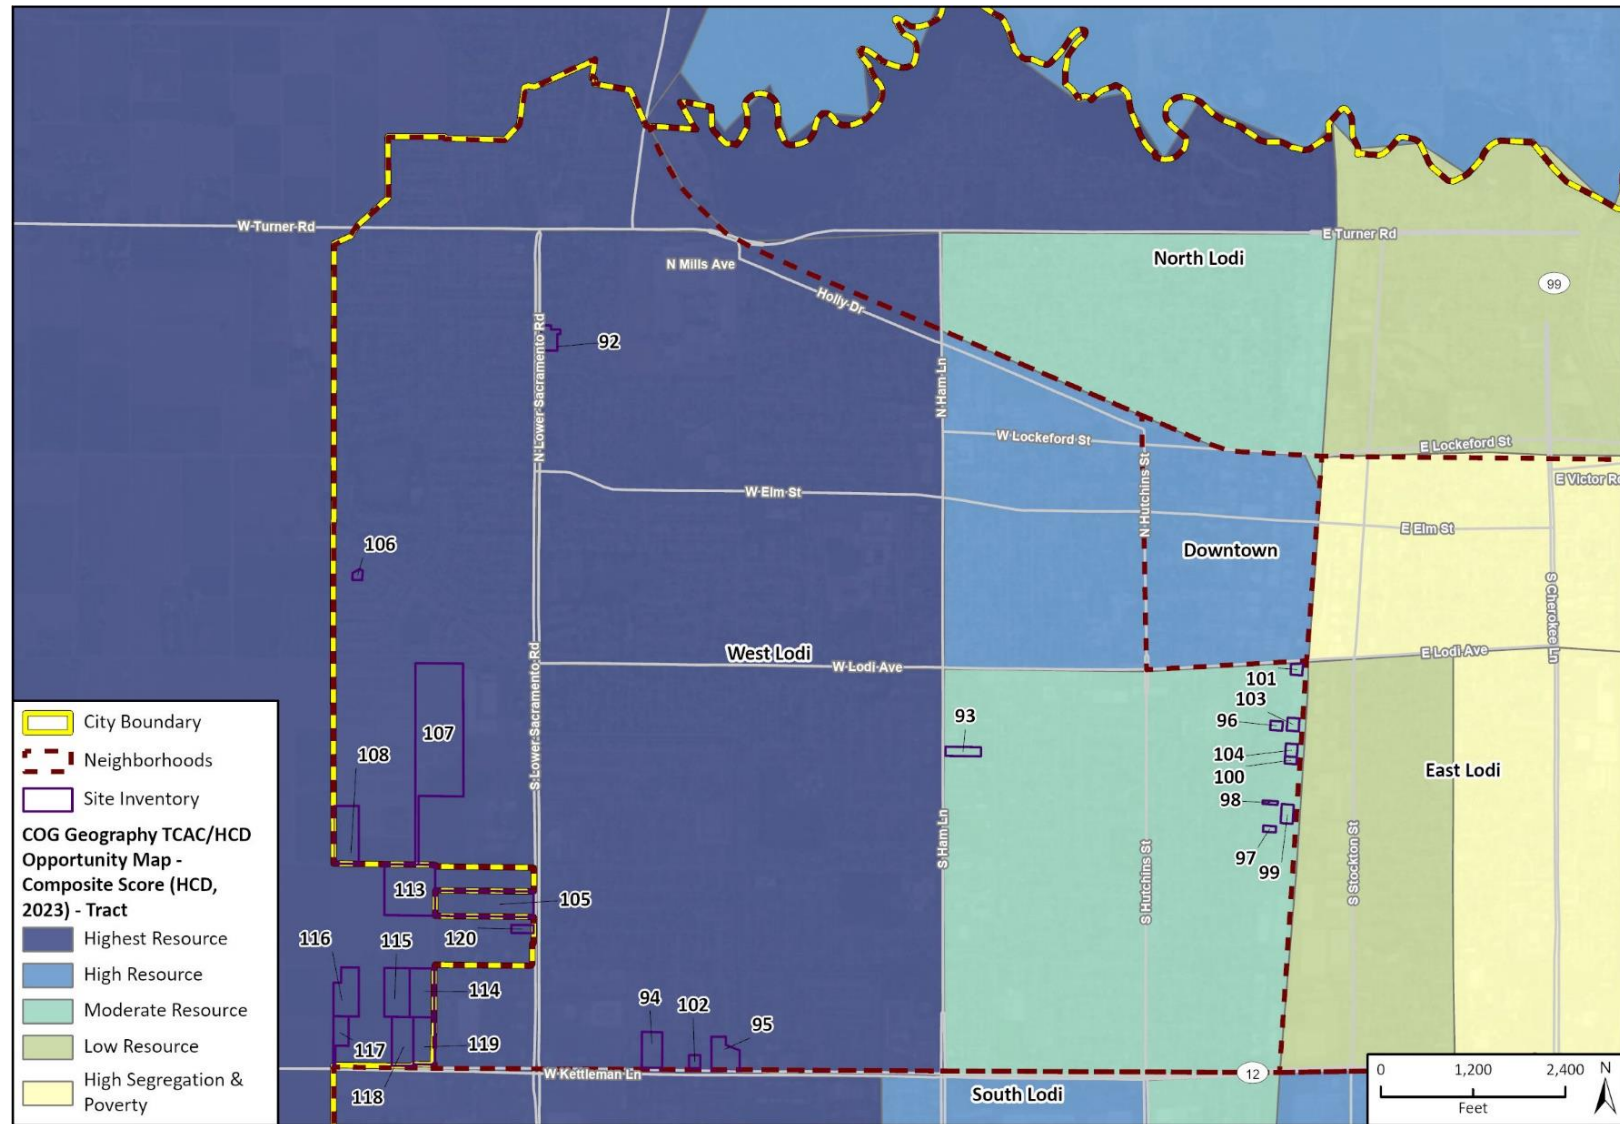 W Turner Rd
E Turner Rd
North Lodi
N Mills Ave
99
Holly Dr
N Lower Sacramento Rd
92
N Ham Ln
W Lockeford St
E Lockeford St
E Victor Rd
W Elm St
N Hutchins St
E Elm St
Downtown
106
S Cherokee Ln
West Lodi
W Lodi Ave
E Lodi Ave
S Lower Sacramento Rd
101
103
96
93
104
100
East Lodi
107
108
98
97
99
S Ham Ln
S Hutchins St
S Stockton St
113
105
116
115
120
114
94
102
95
117
119
118
W Kettleman Ln
12
South Lodi
City Boundary
Neighborhoods
Site Inventory
COG Geography TCAC/HCD
Opportunity Map -
Composite Score (HCD,
2023) - Tract
Highest Resource
High Resource
Moderate Resource
Low Resource
High Segregation &
Poverty
0 1,200 2,400 N
Feet